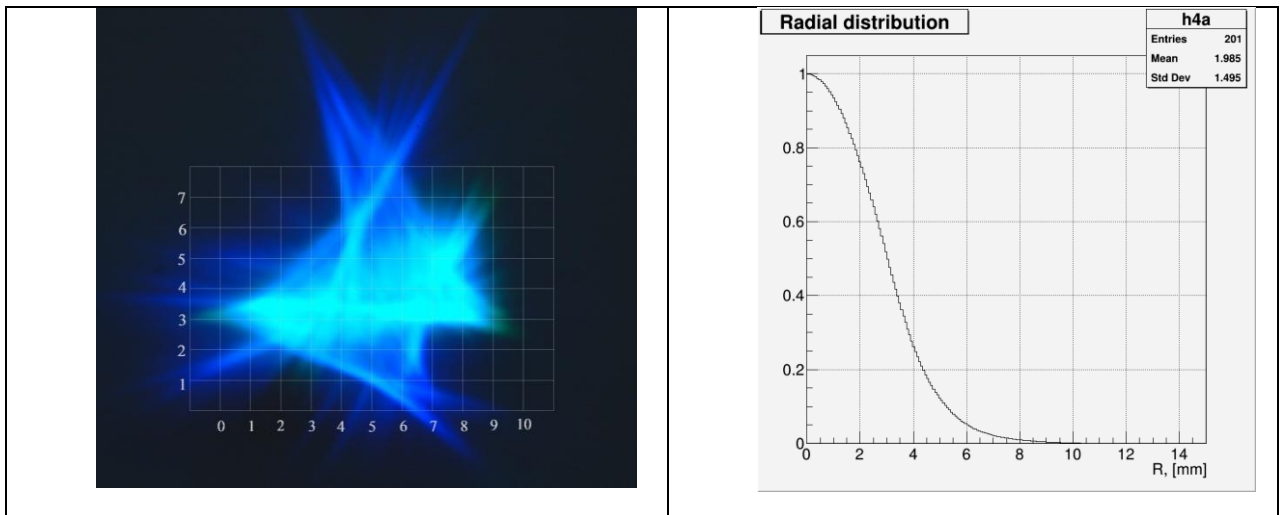 7
6
5
4
3
2
1
0 1 2 3 4 5 6 7 8 9 10
Radial distribution
h4a
Entries 201
Mean 1.985
Std Dev 1.495
1
0.8
0.6
0.4
0.2
0
0 2 4 6 8 10 12 14
R, [mm]